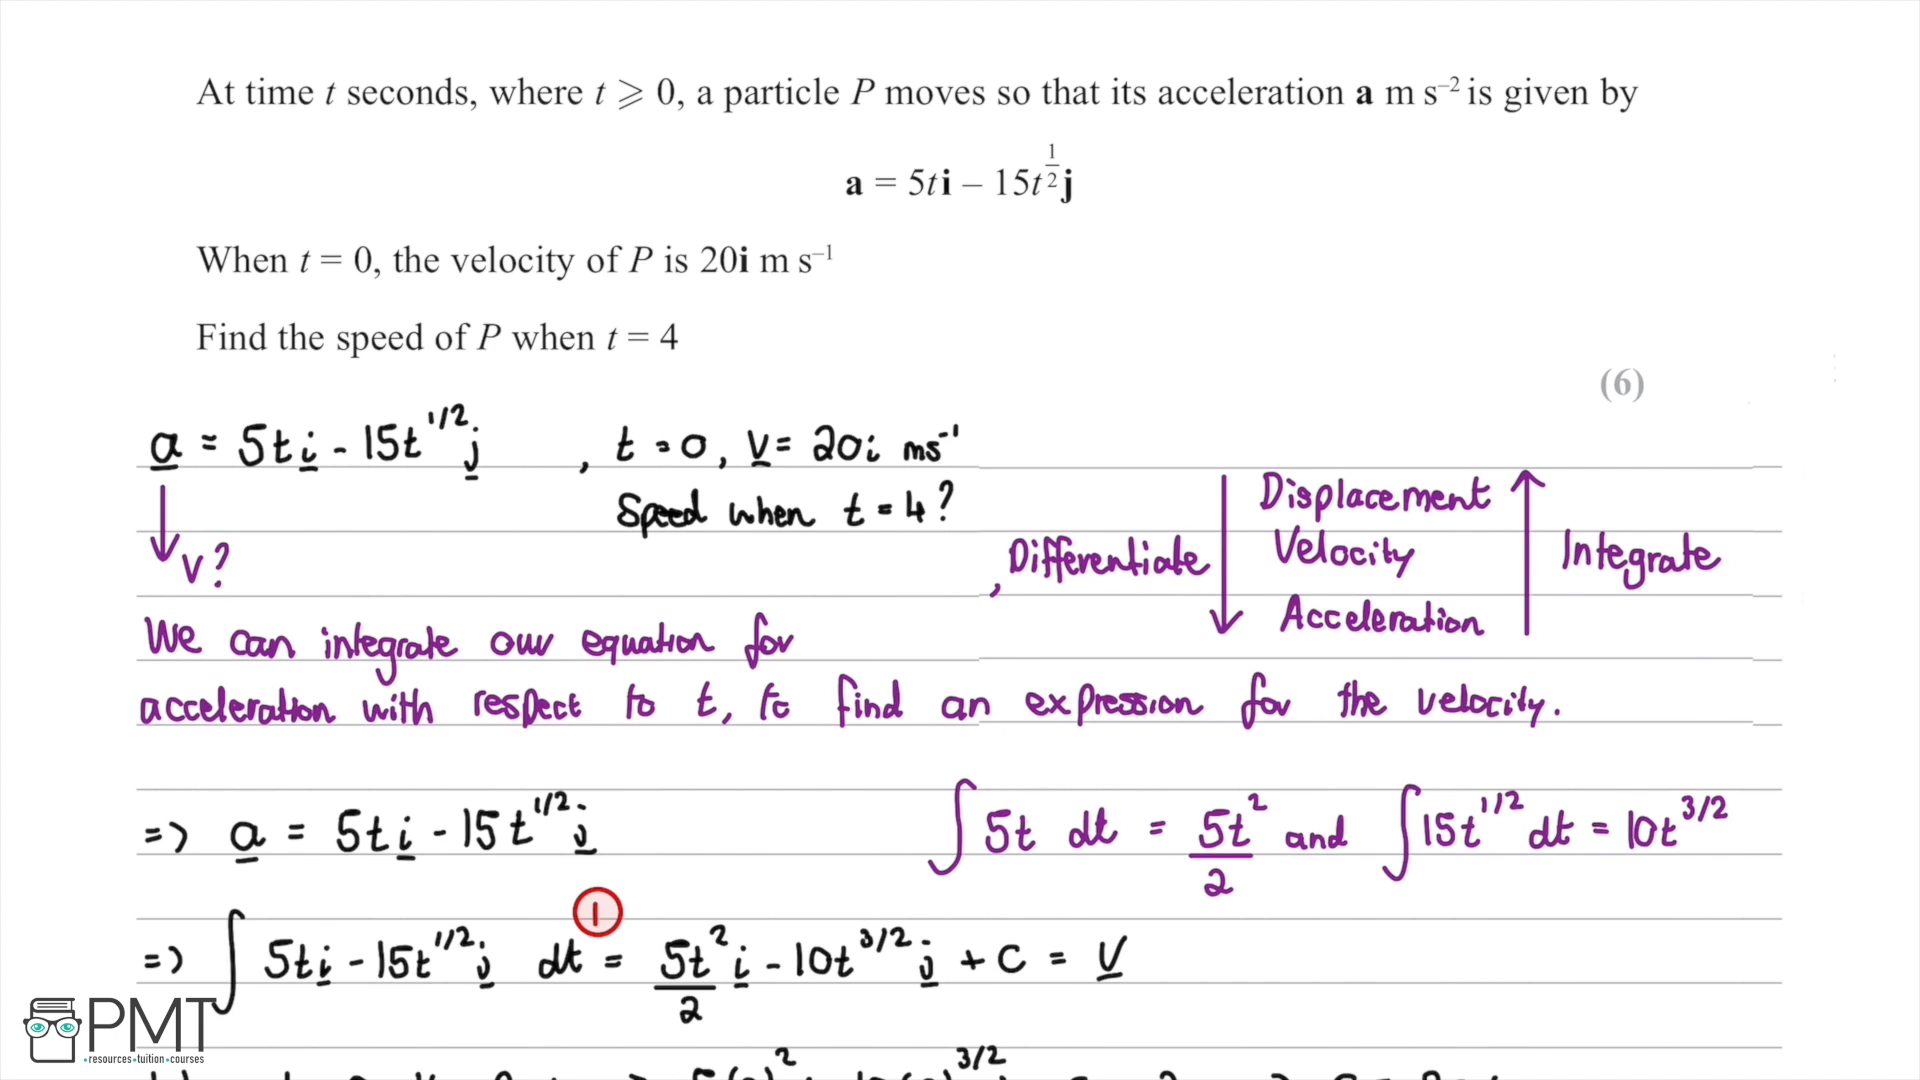 At time t seconds, where t ⩾ 0, a particle P moves so that its acceleration a m s⁻² is given by
a = 5ti – 15t^(1/2)j
When t = 0, the velocity of P is 20i m s⁻¹
Find the speed of P when t = 4
(6)
a = 5ti - 15t^(1/2)j , t = 0, v = 20i ms⁻¹
Speed when t = 4?
v?
Displacement
Differentiate Velocity Integrate
Acceleration
We can integrate our equation for
acceleration with respect to t, to find an expression for the velocity.
=> a = 5ti - 15t^(1/2)j ∫5t dt = 5t²/2 and ∫15t^(1/2) dt = 10t^(3/2)
①
=> ∫ 5ti - 15t^(1/2)j dt = 5t²/2 i - 10t^(3/2)j + C = v
PMT
resources•tuition•courses